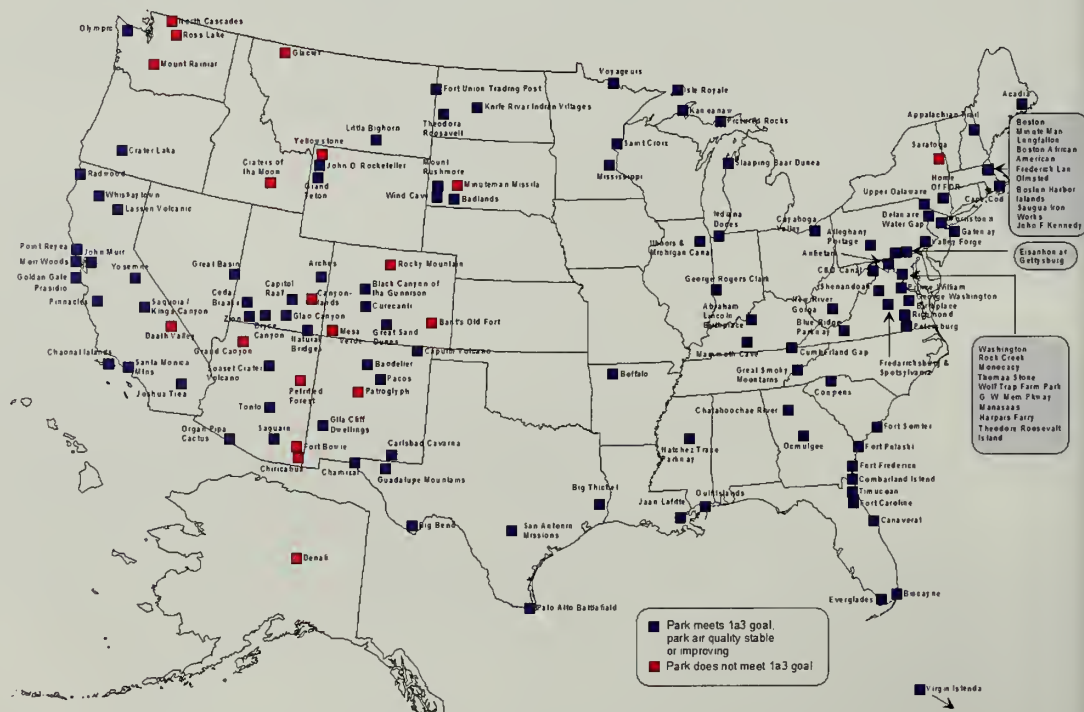 Olympic
North Cascades
Ross Lake
Mount Rainier
Glacier
Crater Lake
Redwood
Whiskeytown
Lassen Volcanic
Point Reyes
John Muir
Muir Woods
Golden Gate
Presidio
Yosemite
Pinnacles
Sequoia /
Kings Canyon
Death Valley
Channel Islands
Santa Monica
Mtns
Joshua Tree
Great Basin
Cedar
Breaks
Zion
Bryce
Canyon
Capitol
Reef
Arches
Canyon-
lands
Glen Canyon
Natural
Bridges
Mesa
Verde
Grand Canyon
Sunset Crater
Volcano
Petrified
Forest
Tonto
Organ Pipe
Cactus
Saguaro
Fort Bowie
Chiricahua
Craters of
the Moon
Little Bighorn
Yellowstone
John D. Rockefeller
Grand
Teton
Fort Union Trading Post
Knife River Indian Villages
Theodore
Roosevelt
Mount
Rushmore
Minuteman Missile
Wind Cave
Badlands
Rocky Mountain
Black Canyon of
the Gunnison
Curecanti
Great Sand
Dunes
Bent's Old Fort
Capulin Volcano
Bandelier
Pecos
Petroglyph
Gila Cliff
Dwellings
Carlsbad Caverns
Chamizal
Guadalupe Mountains
Big Bend
San Antonio
Missions
Palo Alto Battlefield
Big Thicket
Buffalo
Voyageurs
Isle Royale
Keweenaw
Pictured Rocks
Saint Croix
Mississippi
Sleeping Bear Dunes
Indiana
Dunes
Illinois &
Michigan Canal
George Rogers Clark
Abraham
Lincoln
Birthplace
Mammoth Cave
Cuyahoga
Valley
Allegheny
Portage
Antietam
C&O Canal
Shenandoah
New River
Gorge
Blue Ridge
Parkway
Cumberland Gap
Great Smoky
Mountains
Cowpens
Chattahoochee River
Ocmulgee
Natchez Trace
Parkway
Jean Lafitte
Gulf Islands
Fort Sumter
Fort Pulaski
Fort Frederica
Cumberland Island
Timucuan
Fort Caroline
Canaveral
Everglades
Biscayne
Virgin Islands
Acadia
Appalachian Trail
Saratoga
Home
Of FDR
Cape Cod
Upper Delaware
Delaware
Water Gap
Morristown
Gateway
Valley Forge
Prince William
George Washington
Birthplace
Richmond
Petersburg
Fredericksburg &
Spotsylvania
Boston
Minute Man
Longfellow
Boston African
American
Frederick Law
Olmsted
Boston Harbor
Islands
Saugus Iron
Works
John F Kennedy
Eisenhower
Gettysburg
Washington
Rock Creek
Monocacy
Thomas Stone
Wolf Trap Farm Park
G W Mem Pkway
Manassas
Harpers Ferry
Theodore Roosevelt
Island
Denali
Park meets 1a3 goal,
park air quality stable
or improving
Park does not meet 1a3 goal